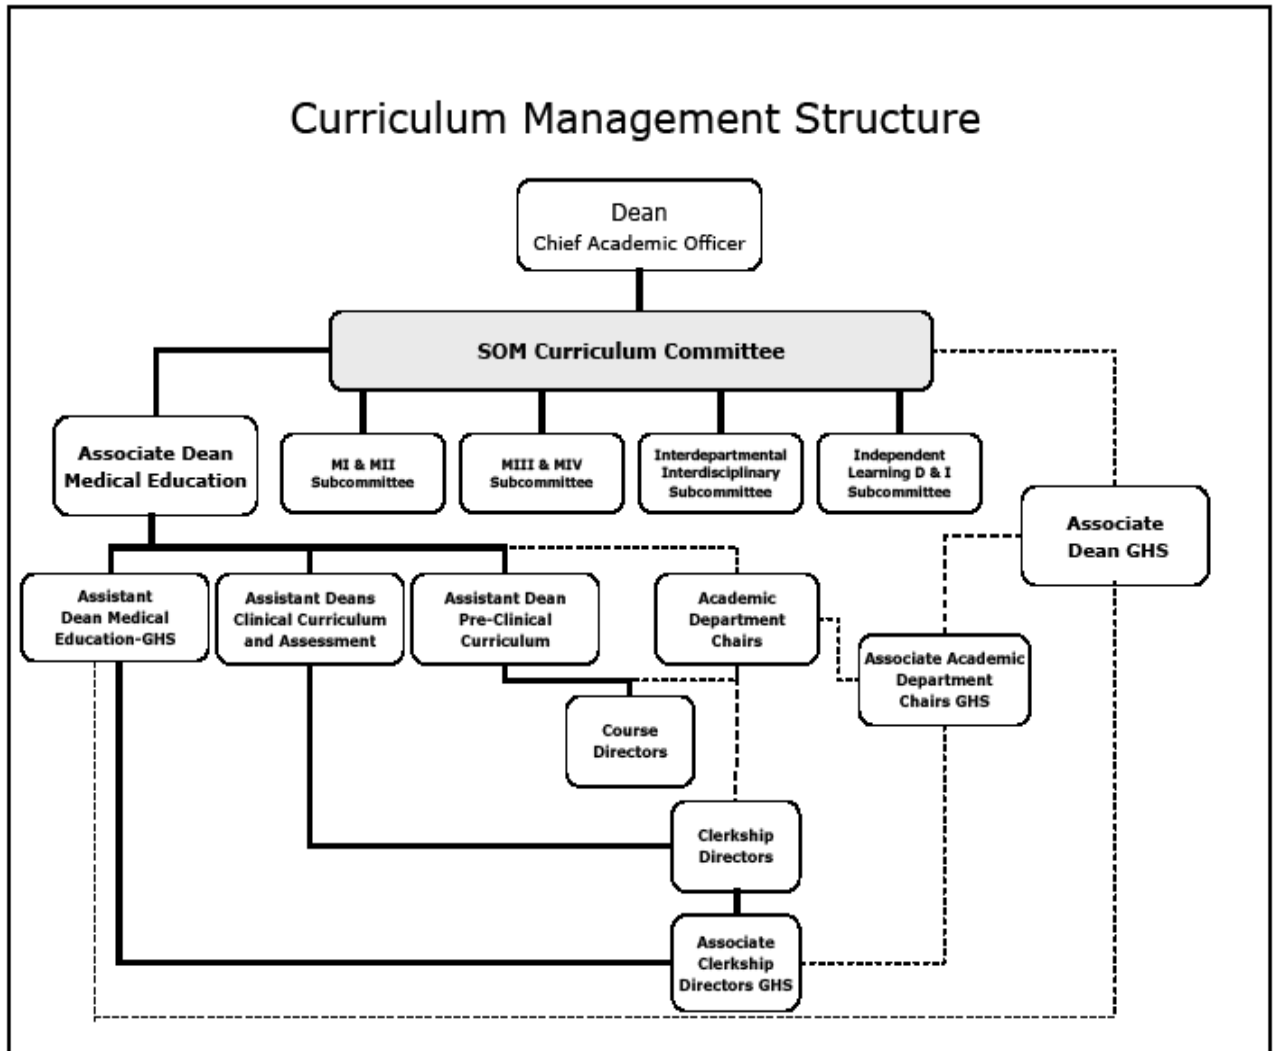 Curriculum Management Structure
Dean
Chief Academic Officer
SOM Curriculum Committee
Associate Dean
Medical Education
MI & MII
Subcommittee
MIII & MIV
Subcommittee
Interdepartmental
Interdisciplinary
Subcommittee
Independent
Learning D & I
Subcommittee
Associate
Dean GHS
Assistant
Dean Medical
Education-GHS
Assistant Deans
Clinical Curriculum
and Assessment
Assistant Dean
Pre-Clinical
Curriculum
Academic
Department
Chairs
Associate Academic
Department
Chairs GHS
Course
Directors
Clerkship
Directors
Associate
Clerkship
Directors GHS